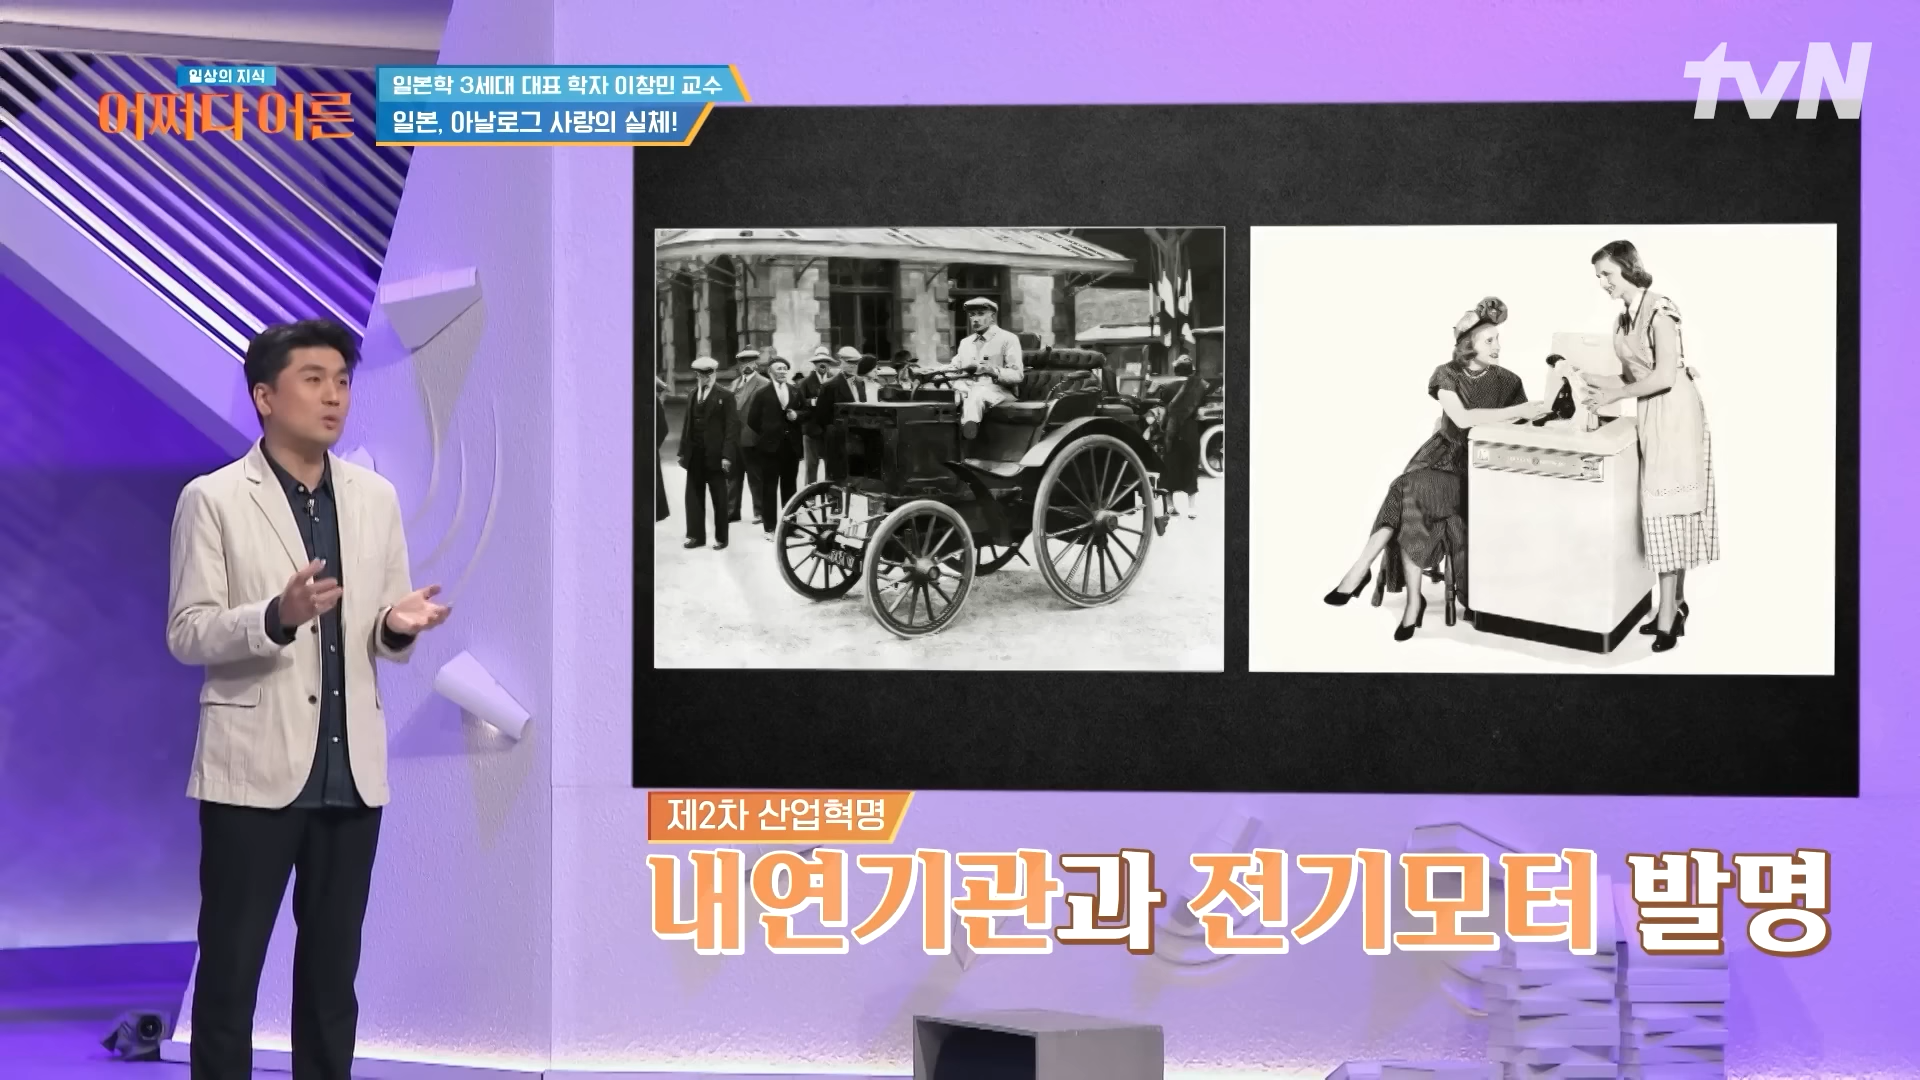 일상의 지식
어쩌다 어른
일본학 3세대 대표 학자 이창민 교수
일본, 아날로그 사랑의 실체!
tvN
제2차 산업혁명
내연기관과 전기모터 발명